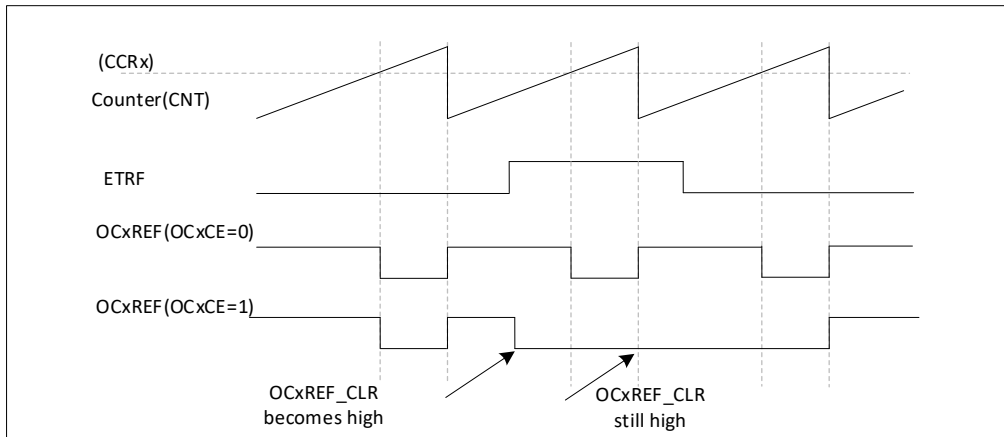 (CCRx)
Counter(CNT)
ETRF
OCxREF(OCxCE=0)
OCxREF(OCxCE=1)
OCxREF_CLR
becomes high
OCxREF_CLR
still high